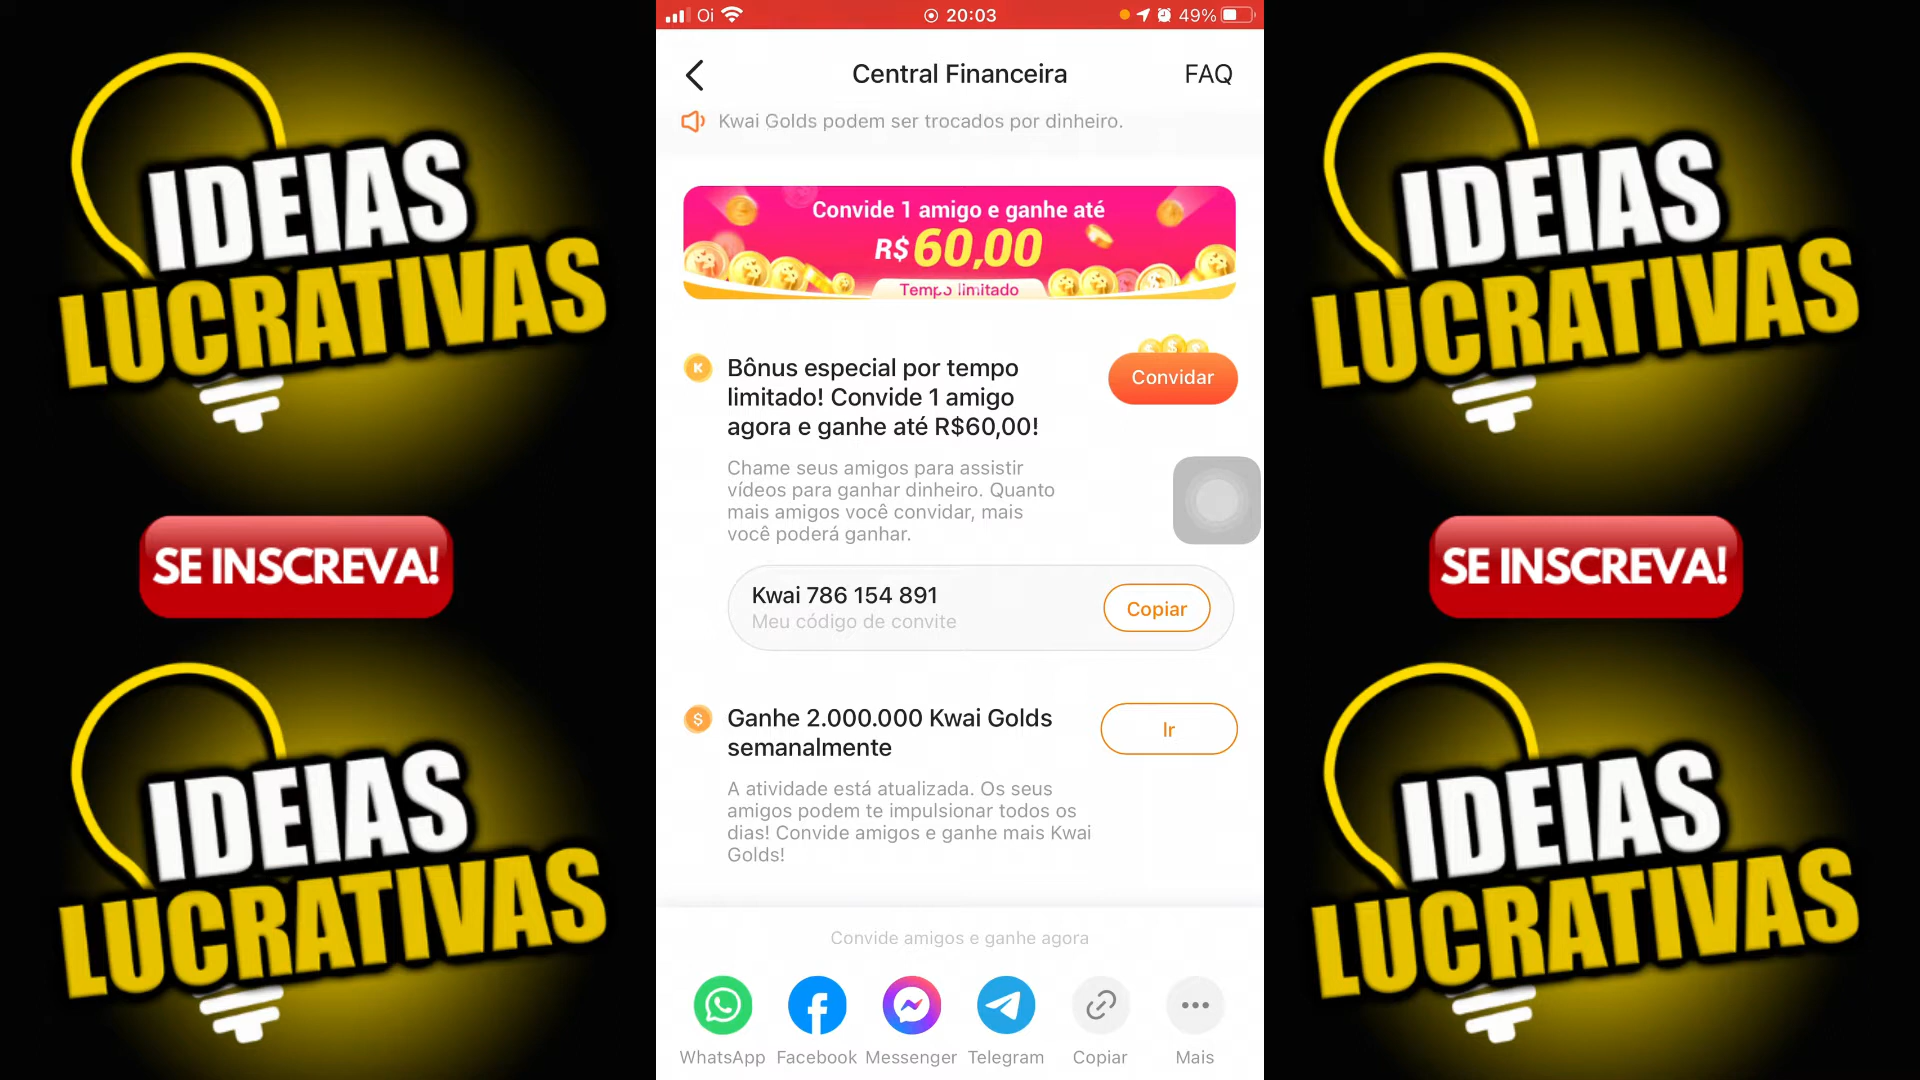 Oi
20:03
49%
Central Financeira
FAQ
Kwai Golds podem ser trocados por dinheiro.
Convide 1 amigo e ganhe até
R$ 60,00
Tempo limitado
Bônus especial por tempo
limitado! Convide 1 amigo
agora e ganhe até R$60,00!
Convidar
Chame seus amigos para assistir
vídeos para ganhar dinheiro. Quanto
mais amigos você convidar, mais
você poderá ganhar.
Kwai 786 154 891
Meu código de convite
Copiar
Ganhe 2.000.000 Kwai Golds
semanalmente
Ir
A atividade está atualizada. Os seus
amigos podem te impulsionar todos os
dias! Convide amigos e ganhe mais Kwai
Golds!
Convide amigos e ganhe agora
WhatsApp
Facebook
Messenger
Telegram
Copiar
Mais
IDEIAS
LUCRATIVAS
SE INSCREVA!
IDEIAS
LUCRATIVAS
IDEIAS
LUCRATIVAS
SE INSCREVA!
IDEIAS
LUCRATIVAS